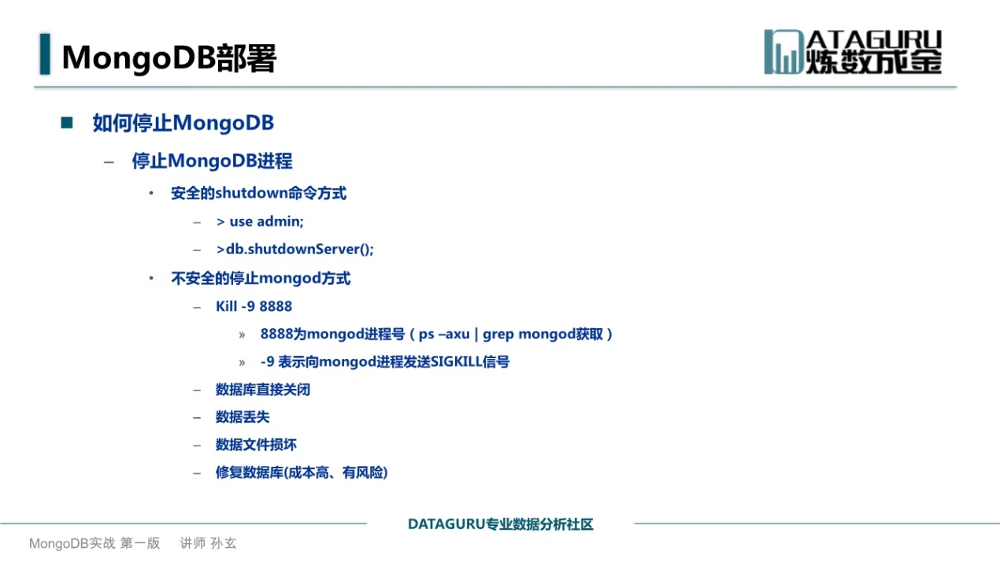 MongoDB部署
DATAGURU
炼数成金
■ 如何停止MongoDB
– 停止MongoDB进程
• 安全的shutdown命令方式
– > use admin;
– >db.shutdownServer();
• 不安全的停止mongod方式
– Kill -9 8888
» 8888为mongod进程号（ps –axu | grep mongod获取）
» -9 表示向mongod进程发送SIGKILL信号
– 数据库直接关闭
– 数据丢失
– 数据文件损坏
– 修复数据库(成本高、有风险)
DATAGURU专业数据分析社区
MongoDB实战 第一版 讲师 孙玄